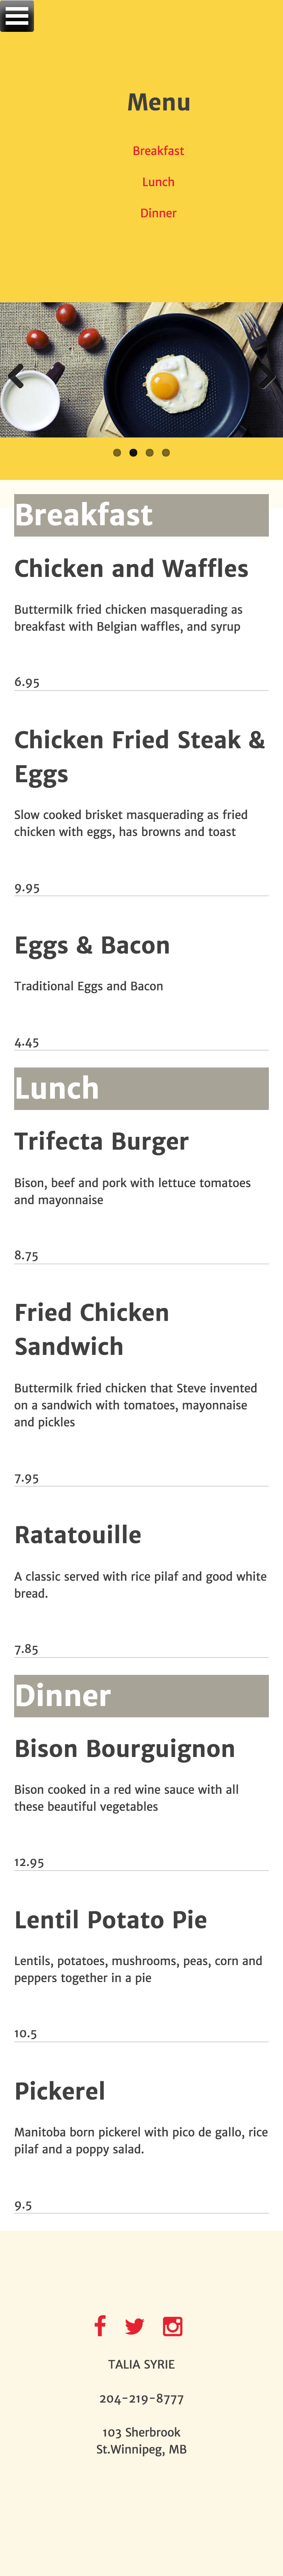 Menu
Breakfast
Lunch
Dinner
Breakfast
Chicken and Waffles
Buttermilk fried chicken masquerading as
breakfast with Belgian waffles, and syrup
6.95
Chicken Fried Steak &
Eggs
Slow cooked brisket masquerading as fried
chicken with eggs, has browns and toast
9.95
Eggs & Bacon
Traditional Eggs and Bacon
4.45
Lunch
Trifecta Burger
Bison, beef and pork with lettuce tomatoes
and mayonnaise
8.75
Fried Chicken
Sandwich
Buttermilk fried chicken that Steve invented
on a sandwich with tomatoes, mayonnaise
and pickles
7.95
Ratatouille
A classic served with rice pilaf and good white
bread.
7.85
Dinner
Bison Bourguignon
Bison cooked in a red wine sauce with all
these beautiful vegetables
12.95
Lentil Potato Pie
Lentils, potatoes, mushrooms, peas, corn and
peppers together in a pie
10.5
Pickerel
Manitoba born pickerel with pico de gallo, rice
pilaf and a poppy salad.
9.5
TALIA SYRIE
204-219-8777
103 Sherbrook
St.Winnipeg, MB